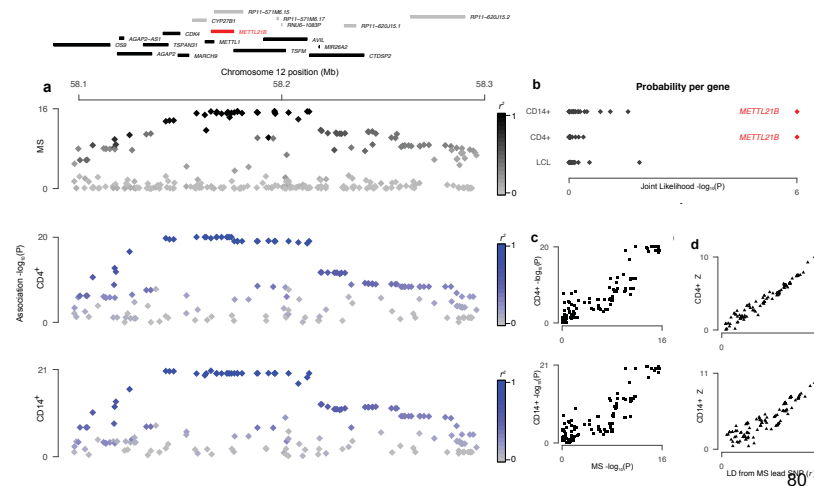 RP11-571M6.15
RP11-620J15.2
CYP27B1
RP11-571M6.17
RNU6-1083P
RP11-620J15.1
AGAP2-AS1
CDK4
METTL21B
OS9
TSPAN31
METTL1
AVIL
MIR26A2
AGAP2
MARCH9
TSFM
CTDSP2
Chromosome 12 position (Mb)
58.1
58.2
58.3
a
16
MS
0
r²
1
0
b
Probability per gene
CD14+
METTL21B
CD4+
METTL21B
LCL
0
6
Joint Likelihood -log₁₀(P)
Association -log₁₀(P)
20
CD4⁺
0
r²
1
0
21
CD14⁺
0
r²
1
0
c
20
CD4+ -log₁₀(P)
0
0
16
21
CD14+ -log₁₀(P)
0
0
16
MS -log₁₀(P)
d
10
CD4+ Z
0
11
CD14+ Z
0
LD from MS lead SNP (r
80